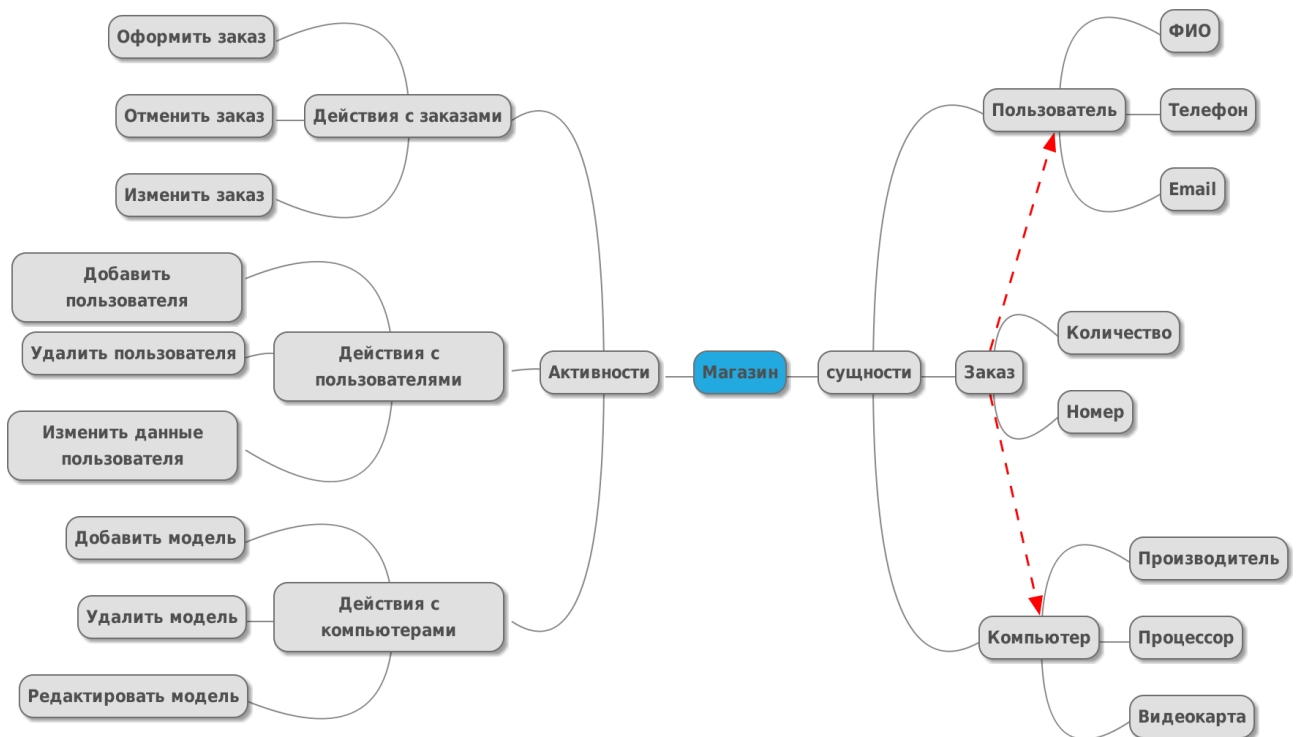 Оформить заказ
Отменить заказ
Действия с заказами
Изменить заказ
Добавить
пользователя
Удалить пользователя
Действия с
пользователями
Изменить данные
пользователя
Добавить модель
Удалить модель
Действия с
компьютерами
Редактировать модель
Активности
Магазин
сущности
Пользователь
ФИО
Телефон
Email
Заказ
Количество
Номер
Компьютер
Производитель
Процессор
Видеокарта